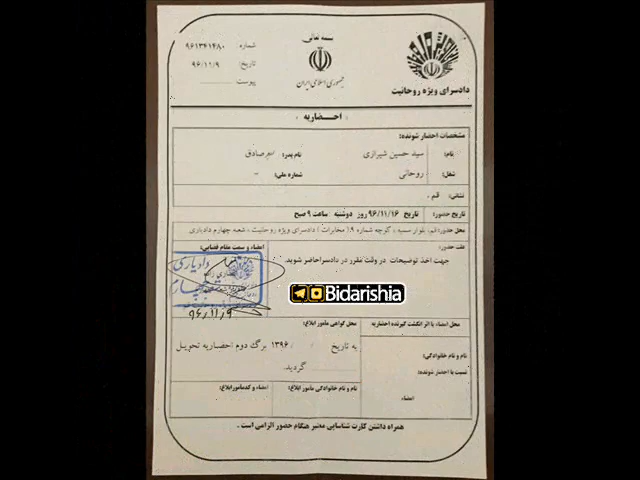 بسمه تعالی
جمهوری اسلامی ایران
دادسرای ویژه روحانیت
شماره ۹۶۱۳۴۱۴۸۰
تاریخ: ۹۶/۱۱/۹
پیوست
« احضاریه »
مشخصات احضار شونده:
نام: سید حسین شیرازی نام پدر: صادق
شغل: روحانی شماره ملی: -
نشانی: قم .
تاریخ حضور: تاریخ ۹۶/۱۱/۱۶ روز دوشنبه ساعت ۹ صبح
محل حضور: قم، بلوار سمیه ، کوچه شماره ۹ ( مخابرات ) دادسرای ویژه روحانیت ، شعبه چهارم دادیاری
علت حضور:
جهت اخذ توضیحات در وقت مقرر در دادسرا حاضر شوید.
امضاء و سمت مقام قضایی:
دادیاری
۹۶/۱۱/۹
Bidarishia
محل امضاء یا اثر انگشت گیرنده احضاریه
نام و نام خانوادگی:
نسبت با احضار شونده:
امضاء
محل گواهی مأمور ابلاغ:
به تاریخ / / ۱۳۹۶ برگ دوم احضاریه تحویل
گردید.
نام و نام خانوادگی مأمور ابلاغ:
امضاء و کدمأمورابلاغ:
همراه داشتن کارت شناسایی معتبر هنگام حضور الزامی است .